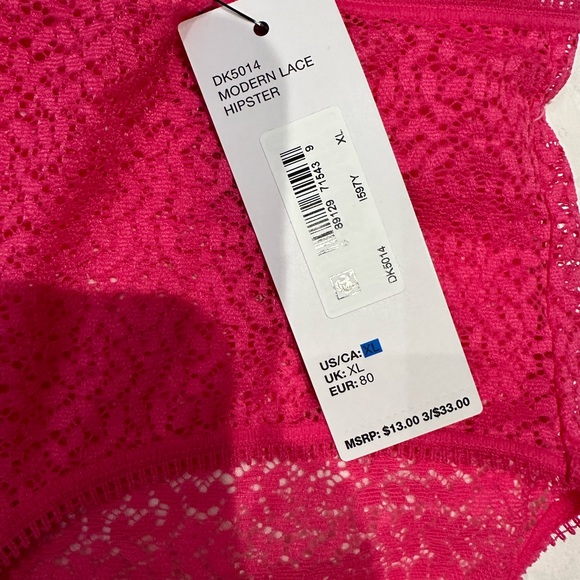 DK5014
MODERN LACE
HIPSTER
XL
I597Y
DK5014
89129 71543 9
US/CA: XL
UK: XL
EUR: 80
MSRP: $13.00 3/$33.00